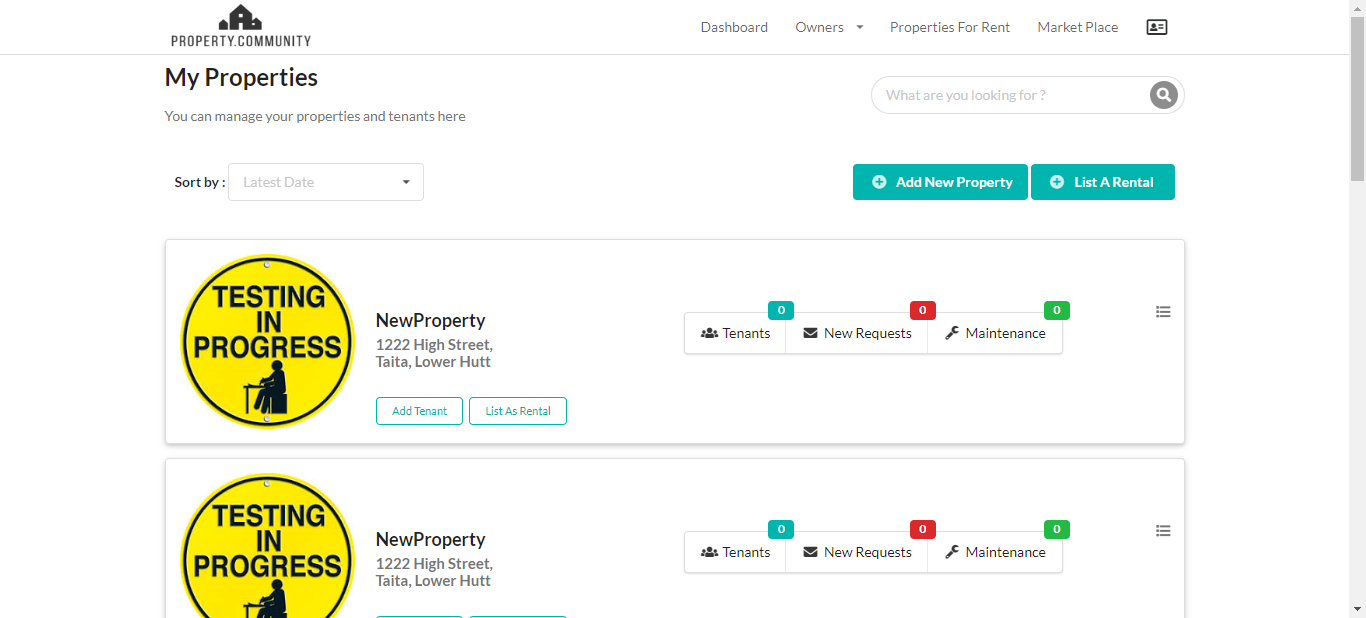 PROPERTY.COMMUNITY
Dashboard Owners Properties For Rent Market Place
My Properties
What are you looking for ?
You can manage your properties and tenants here
Sort by : Latest Date
Add New Property List A Rental
TESTING
IN
PROGRESS
NewProperty
1222 High Street,
Taita, Lower Hutt
Add Tenant List As Rental
0 0 0
Tenants New Requests Maintenance
TESTING
IN
PROGRESS
NewProperty
1222 High Street,
Taita, Lower Hutt
0 0 0
Tenants New Requests Maintenance